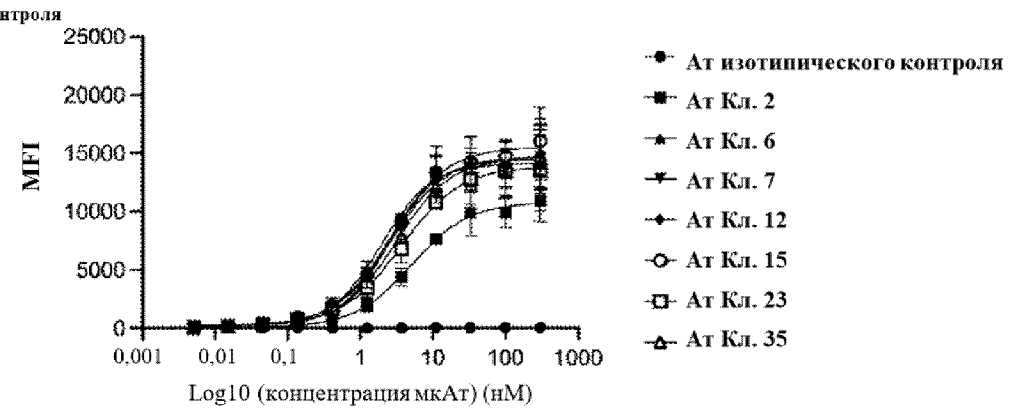 нтроля
25000
20000
15000
10000
5000
0
MFI
0,001 0,01 0,1 1 10 100 1000
Log10 (концентрация мкАт) (нМ)
Ат изотипического контроля
Ат Кл. 2
Ат Кл. 6
Ат Кл. 7
Ат Кл. 12
Ат Кл. 15
Ат Кл. 23
Ат Кл. 35